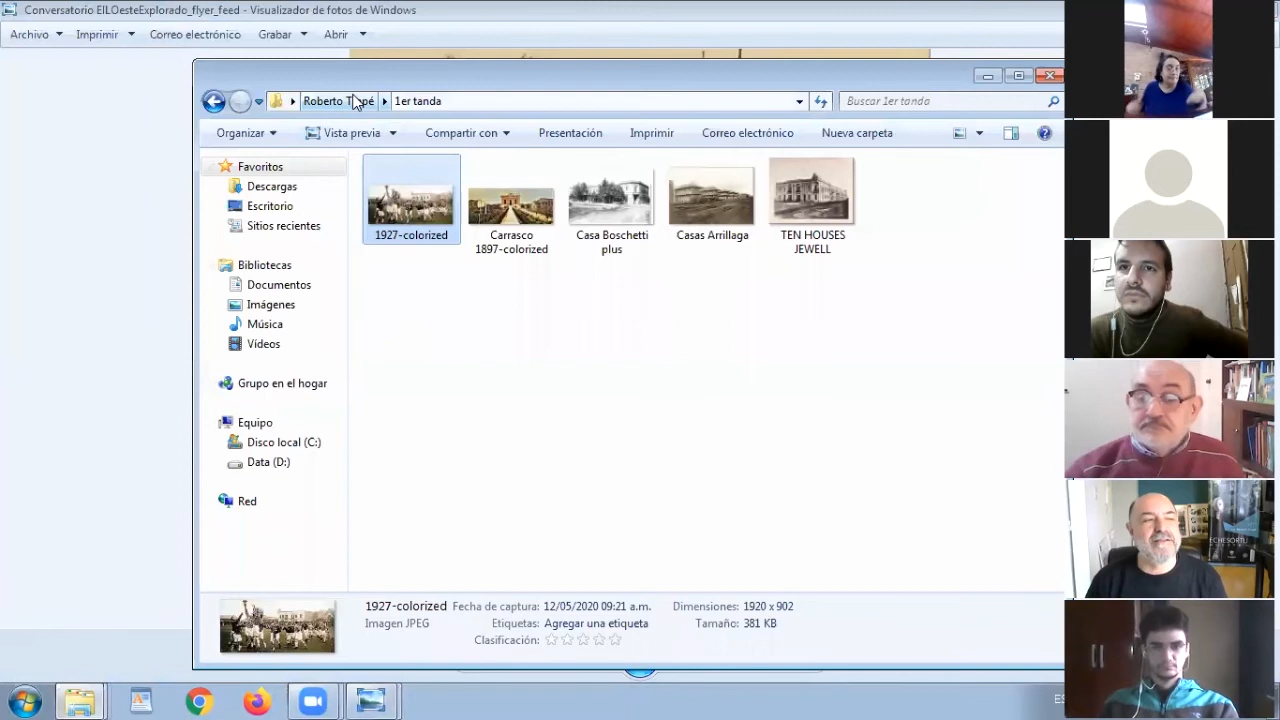 Conversatorio EILOesteExplorado_flyer_feed - Visualizador de fotos de Windows
Archivo Imprimir Correo electrónico Grabar Abrir
1er tanda Buscar 1er tanda
Organizar Vista previa Compartir con Presentación Imprimir Correo electrónico Nueva carpeta
Favoritos
Descargas
Escritorio
Sitios recientes
Bibliotecas
Documentos
Imágenes
Música
Vídeos
Grupo en el hogar
Equipo
Disco local (C:)
Data (D:)
Red
1927-colorized
Carrasco
1897-colorized
Casa Boschetti
plus
Casas Arrillaga
TEN HOUSES
JEWELL
1927-colorized Fecha de captura: 12/05/2020 09:21 a.m. Dimensiones: 1920 x 902
Imagen JPEG Etiquetas: Agregar una etiqueta Tamaño: 381 KB
Clasificación:
ES
ECHESORTU